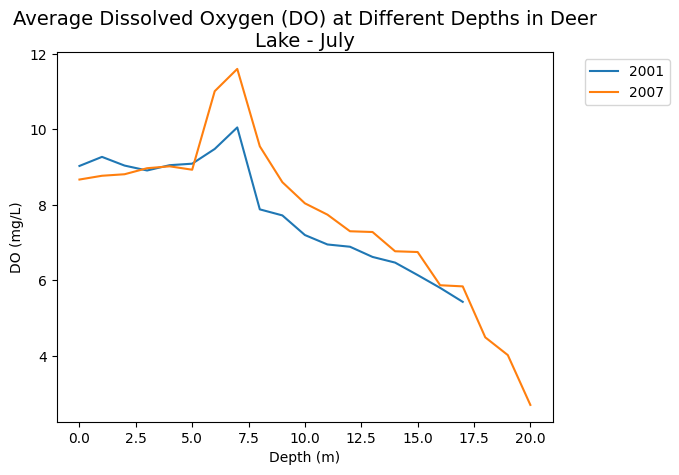 Average Dissolved Oxygen (DO) at Different Depths in Deer
Lake - July
2001
2007
DO (mg/L)
12
10
8
6
4
0.0 2.5 5.0 7.5 10.0 12.5 15.0 17.5 20.0
Depth (m)